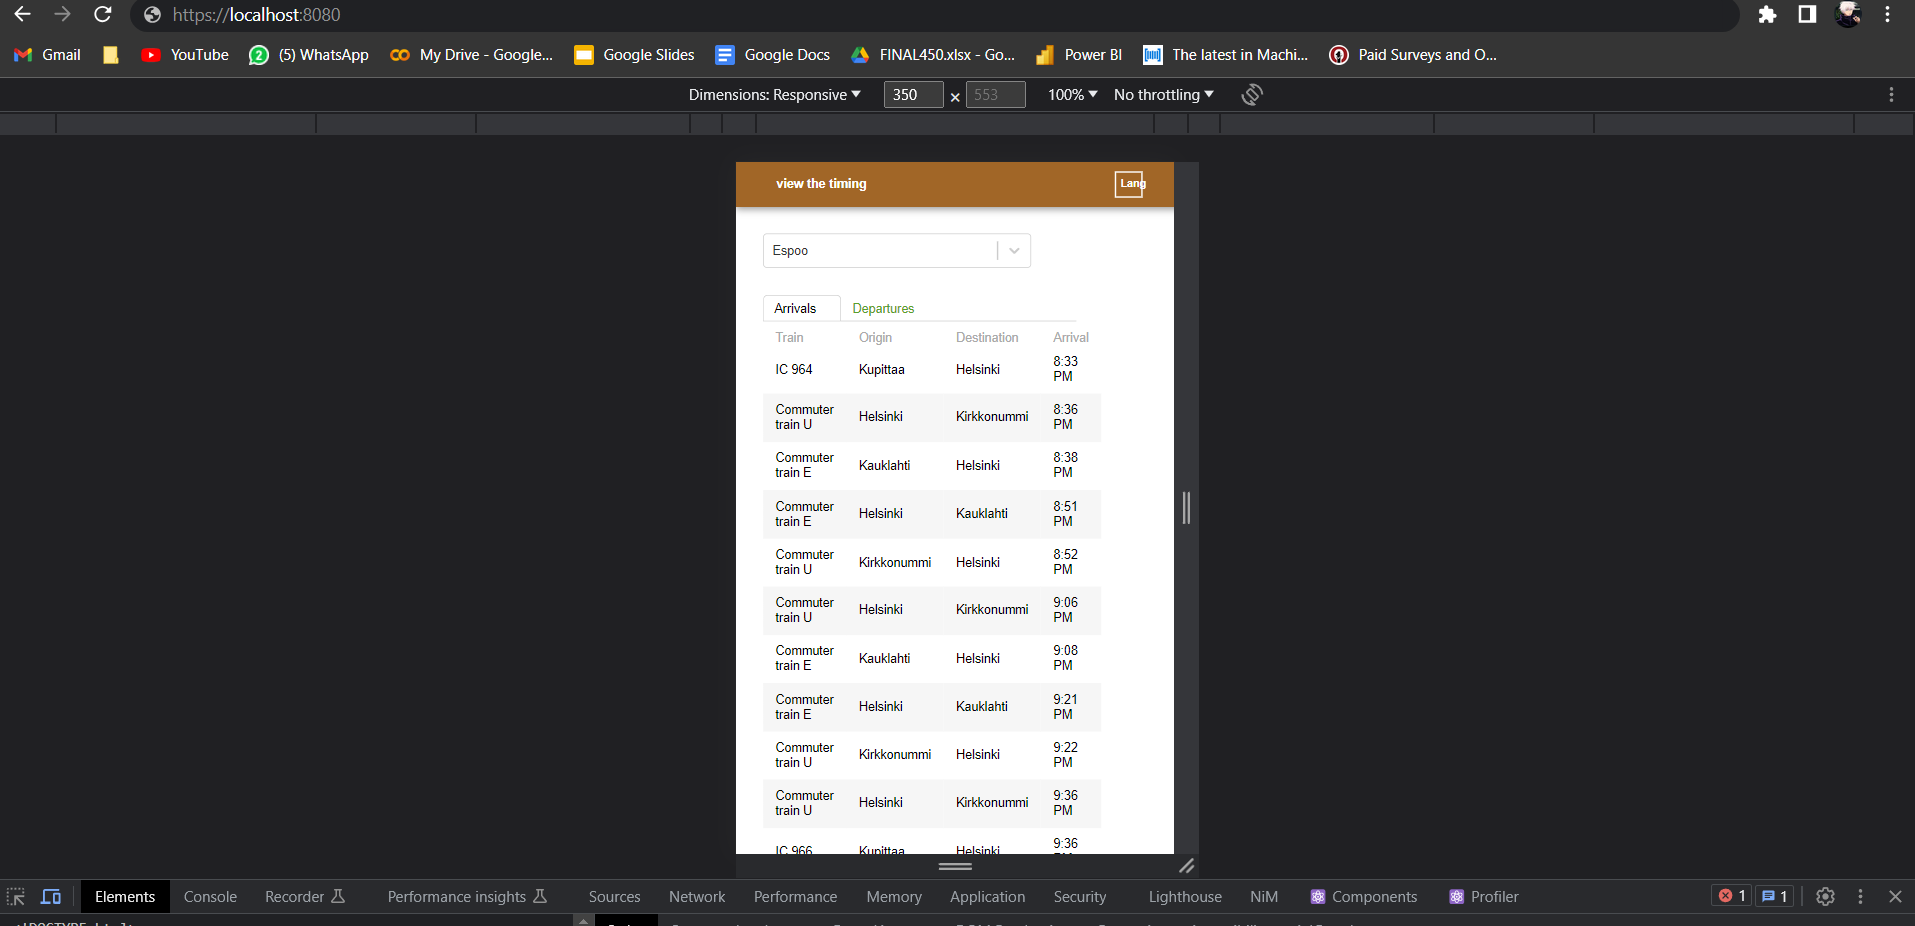 https://localhost:8080
Gmail YouTube (5) WhatsApp My Drive - Google... Google Slides Google Docs FINAL450.xlsx - Go... Power BI The latest in Machi... Paid Surveys and O...
Dimensions: Responsive 350 × 553 100% No throttling
view the timing Lang
Espoo
Arrivals Departures
Train Origin Destination Arrival
IC 964 Kupittaa Helsinki 8:33 PM
Commuter train U Helsinki Kirkkonummi 8:36 PM
Commuter train E Kauklahti Helsinki 8:38 PM
Commuter train E Helsinki Kauklahti 8:51 PM
Commuter train U Kirkkonummi Helsinki 8:52 PM
Commuter train U Helsinki Kirkkonummi 9:06 PM
Commuter train E Kauklahti Helsinki 9:08 PM
Commuter train E Helsinki Kauklahti 9:21 PM
Commuter train U Kirkkonummi Helsinki 9:22 PM
Commuter train U Helsinki Kirkkonummi 9:36 PM
IC 966 Kupittaa Helsinki 9:36
Elements Console Recorder Performance insights Sources Network Performance Memory Application Security Lighthouse NiM Components Profiler 1 1